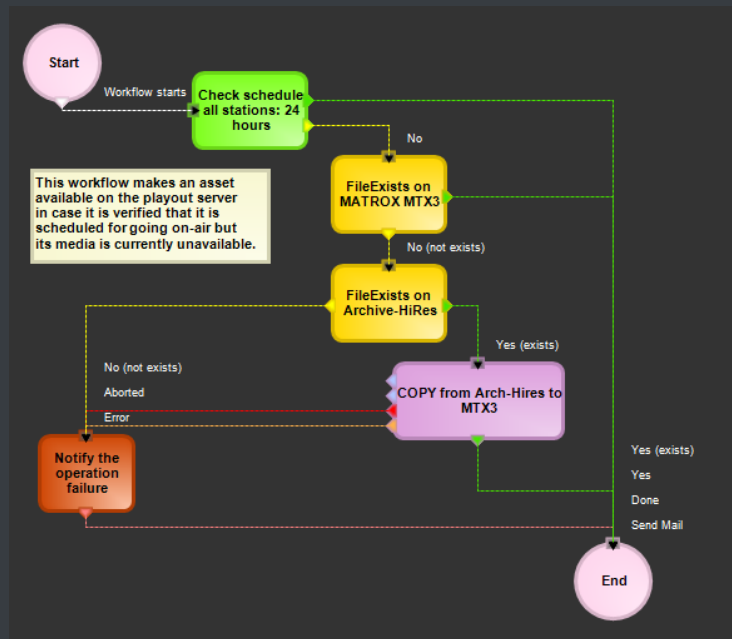 Start
Workflow starts
Check schedule
all stations: 24
hours
No
This workflow makes an asset
available on the playout server
in case it is verified that it is
scheduled for going on-air but
its media is currently unavailable.
FileExists on
MATROX MTX3
No (not exists)
FileExists on
Archive-HiRes
Yes (exists)
No (not exists)
Aborted
Error
COPY from Arch-Hires to
MTX3
Notify the
operation
failure
Yes (exists)
Yes
Done
Send Mail
End